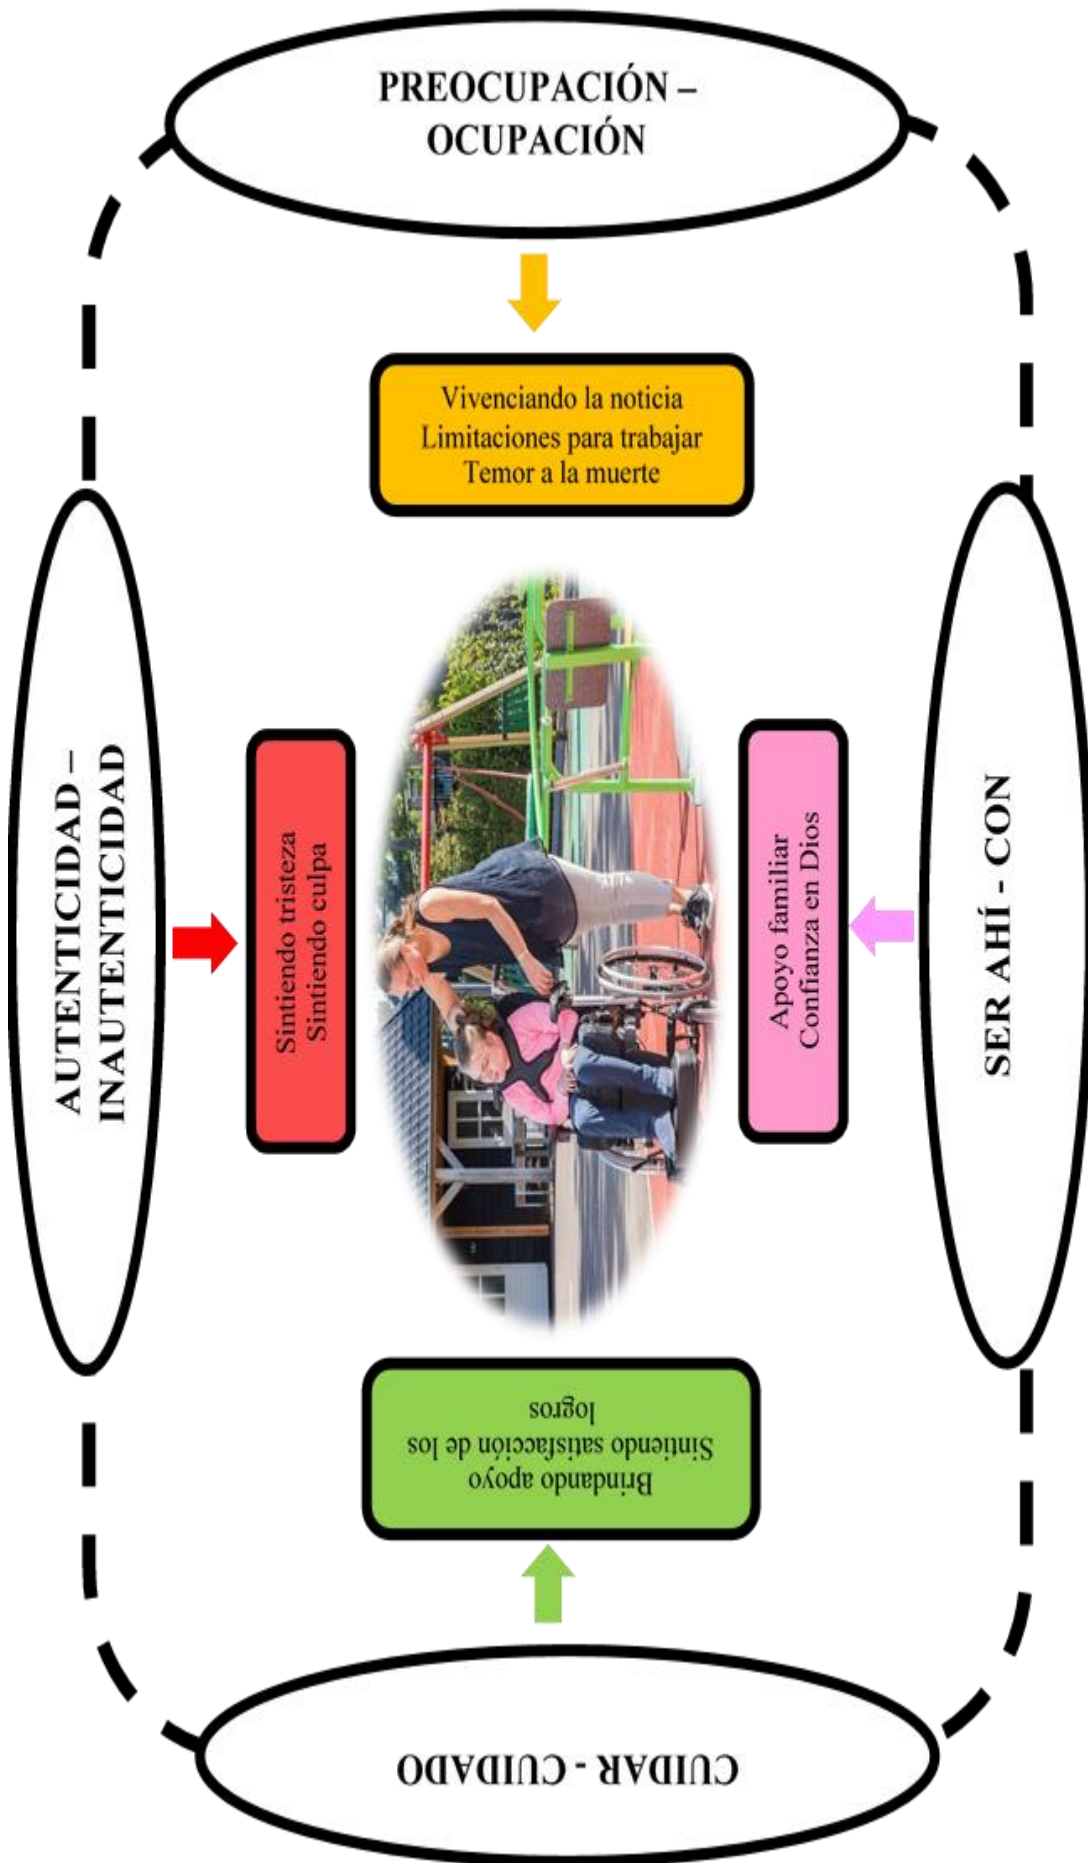 PREOCUPACIÓN –
OCUPACIÓN
Vivenciando la noticia
Limitaciones para trabajar
Temor a la muerte
AUTENTICIDAD –
INAUTENTICIDAD
Sintiendo tristeza
Sintiendo culpa
Apoyo familiar
Confianza en Dios
SER AHÍ - CON
Brindando apoyo
Sintiendo satisfacción de los
logros
CUIDAR - CUIDADO